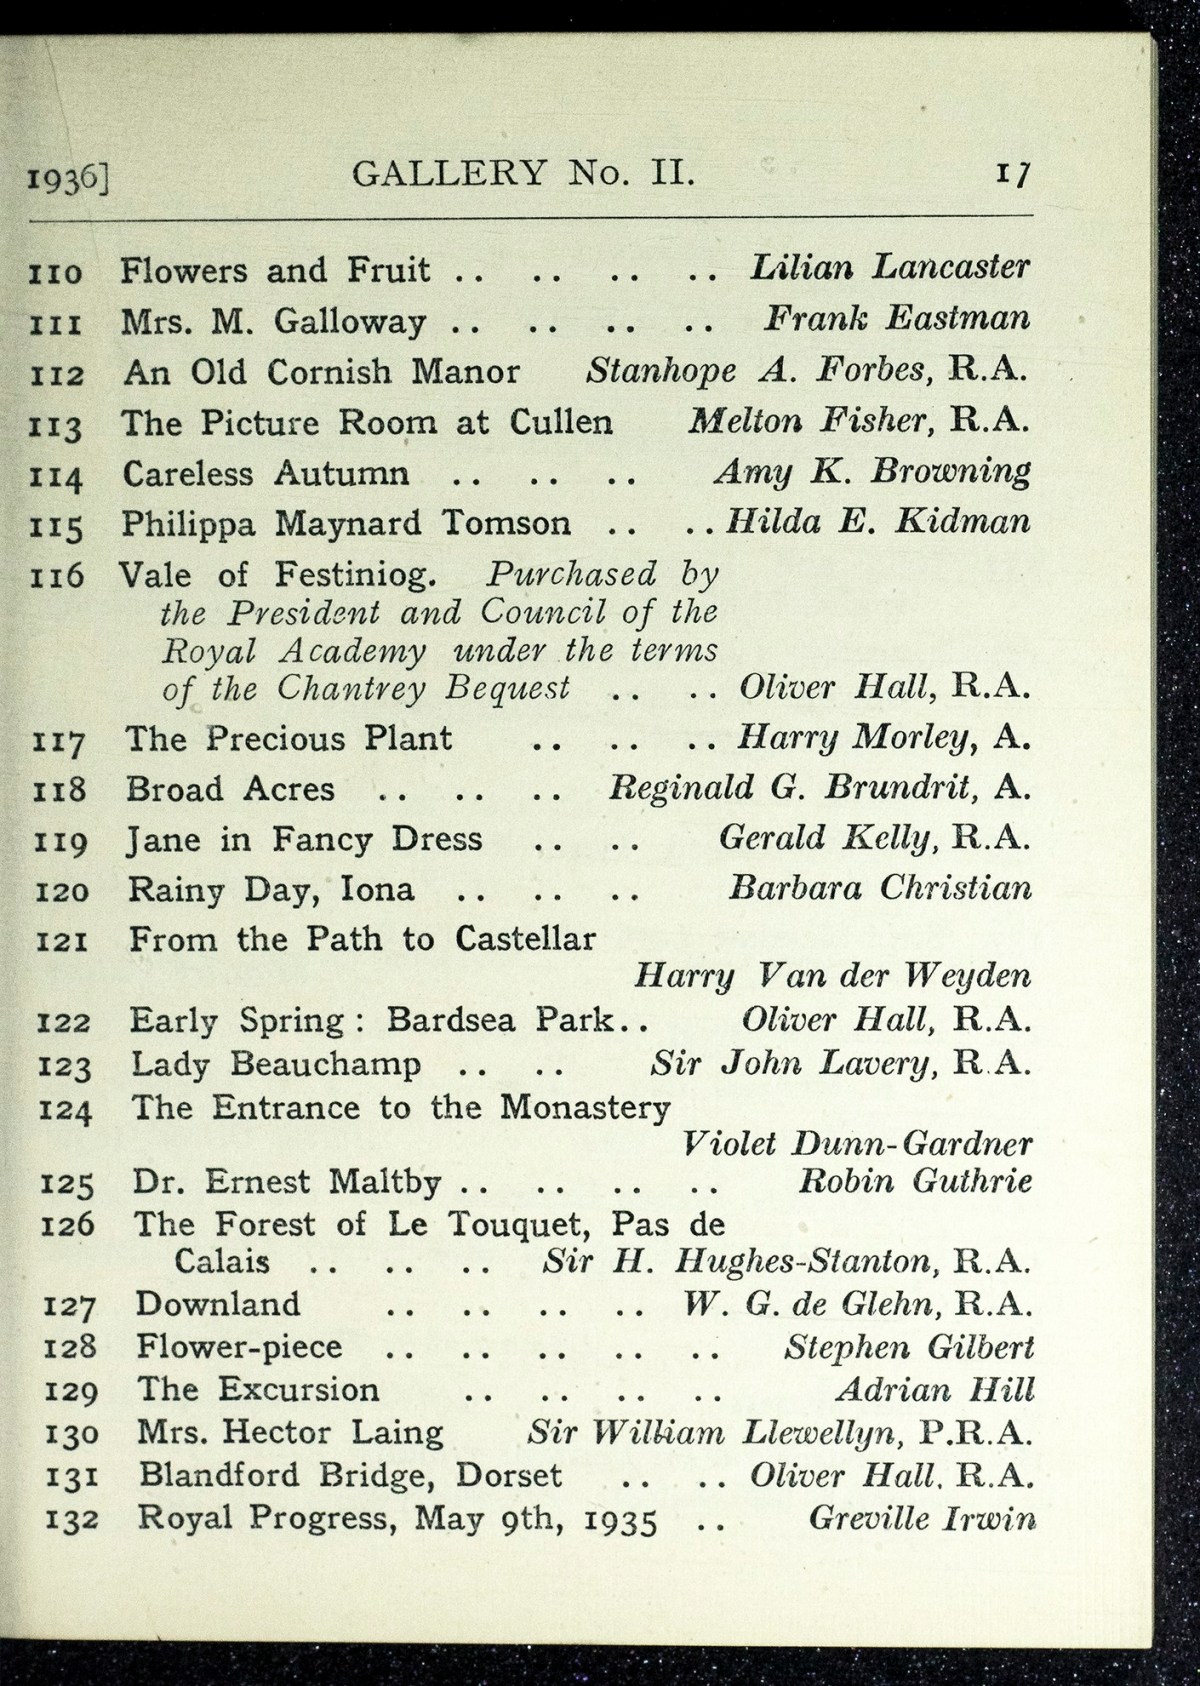 1936] GALLERY No. II. 17
110 Flowers and Fruit .. .. .. .. Lilian Lancaster
111 Mrs. M. Galloway .. .. .. .. Frank Eastman
112 An Old Cornish Manor Stanhope A. Forbes, R.A.
113 The Picture Room at Cullen Melton Fisher, R.A.
114 Careless Autumn .. .. .. Amy K. Browning
115 Philippa Maynard Tomson .. .. Hilda E. Kidman
116 Vale of Festiniog. Purchased by
the President and Council of the
Royal Academy under the terms
of the Chantrey Bequest .. .. Oliver Hall, R.A.
117 The Precious Plant .. .. .. Harry Morley, A.
118 Broad Acres .. .. .. Reginald G. Brundrit, A.
119 Jane in Fancy Dress .. .. Gerald Kelly, R.A.
120 Rainy Day, Iona .. .. .. Barbara Christian
121 From the Path to Castellar
Harry Van der Weyden
122 Early Spring : Bardsea Park.. Oliver Hall, R.A.
123 Lady Beauchamp .. .. Sir John Lavery, R.A.
124 The Entrance to the Monastery
Violet Dunn-Gardner
125 Dr. Ernest Maltby .. .. .. .. Robin Guthrie
126 The Forest of Le Touquet, Pas de
Calais .. .. .. Sir H. Hughes-Stanton, R.A.
127 Downland .. .. .. .. W. G. de Glehn, R.A.
128 Flower-piece .. .. .. .. .. Stephen Gilbert
129 The Excursion .. .. .. .. Adrian Hill
130 Mrs. Hector Laing Sir William Llewellyn, P.R.A.
131 Blandford Bridge, Dorset .. .. Oliver Hall. R.A.
132 Royal Progress, May 9th, 1935 .. Greville Irwin